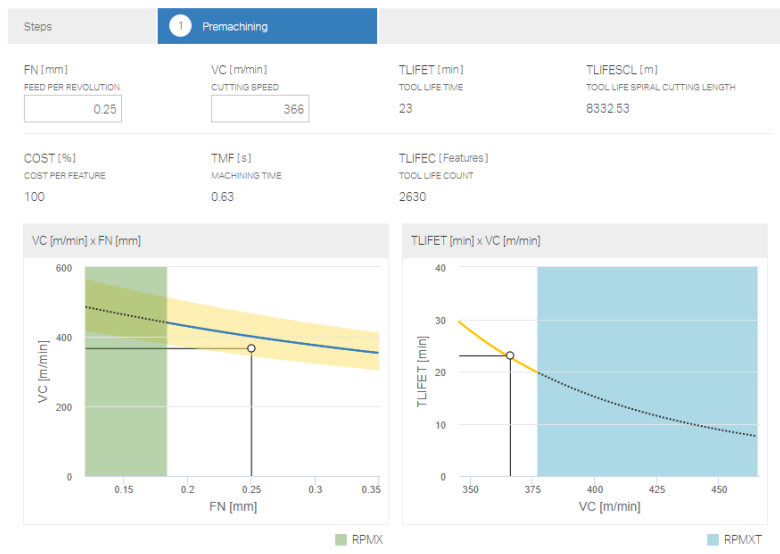 Steps
1 Premachining
FN [mm] VC [m/min] TLIFET [min] TLIFESCL [m]
FEED PER REVOLUTION CUTTING SPEED TOOL LIFE TIME TOOL LIFE SPIRAL CUTTING LENGTH
0.25 366 23 8332.53
COST [%] TMF [s] TLIFEC [Features]
COST PER FEATURE MACHINING TIME TOOL LIFE COUNT
100 0.63 2630
VC [m/min] x FN [mm]
600
400
200
0
VC [m/min]
0.15 0.2 0.25 0.3 0.35
FN [mm]
RPMX
TLIFET [min] x VC [m/min]
40
30
20
10
0
TLIFET [min]
350 375 400 425 450
VC [m/min]
RPMXT